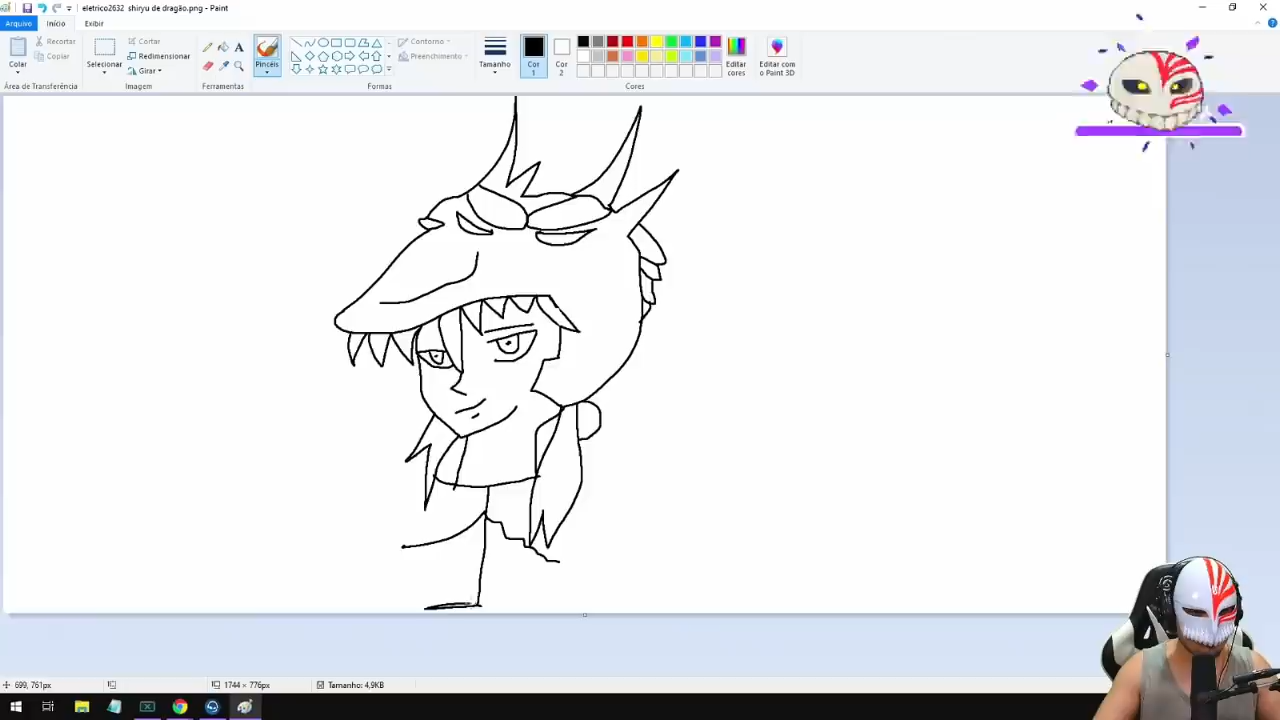 eletrico2632 shiryu de dragão.png - Paint
Arquivo Início Exibir
Colar
Recortar
Copiar
Área de Transferência
Selecionar
Cortar
Redimensionar
Girar
Imagem
A
Ferramentas
Pincéis
Contorno
Preenchimento
Formas
Tamanho
Cor 1
Cor 2
Editar cores
Editar com o Paint 3D
Cores
699, 761px
1744 × 776px
Tamanho: 4,9KB